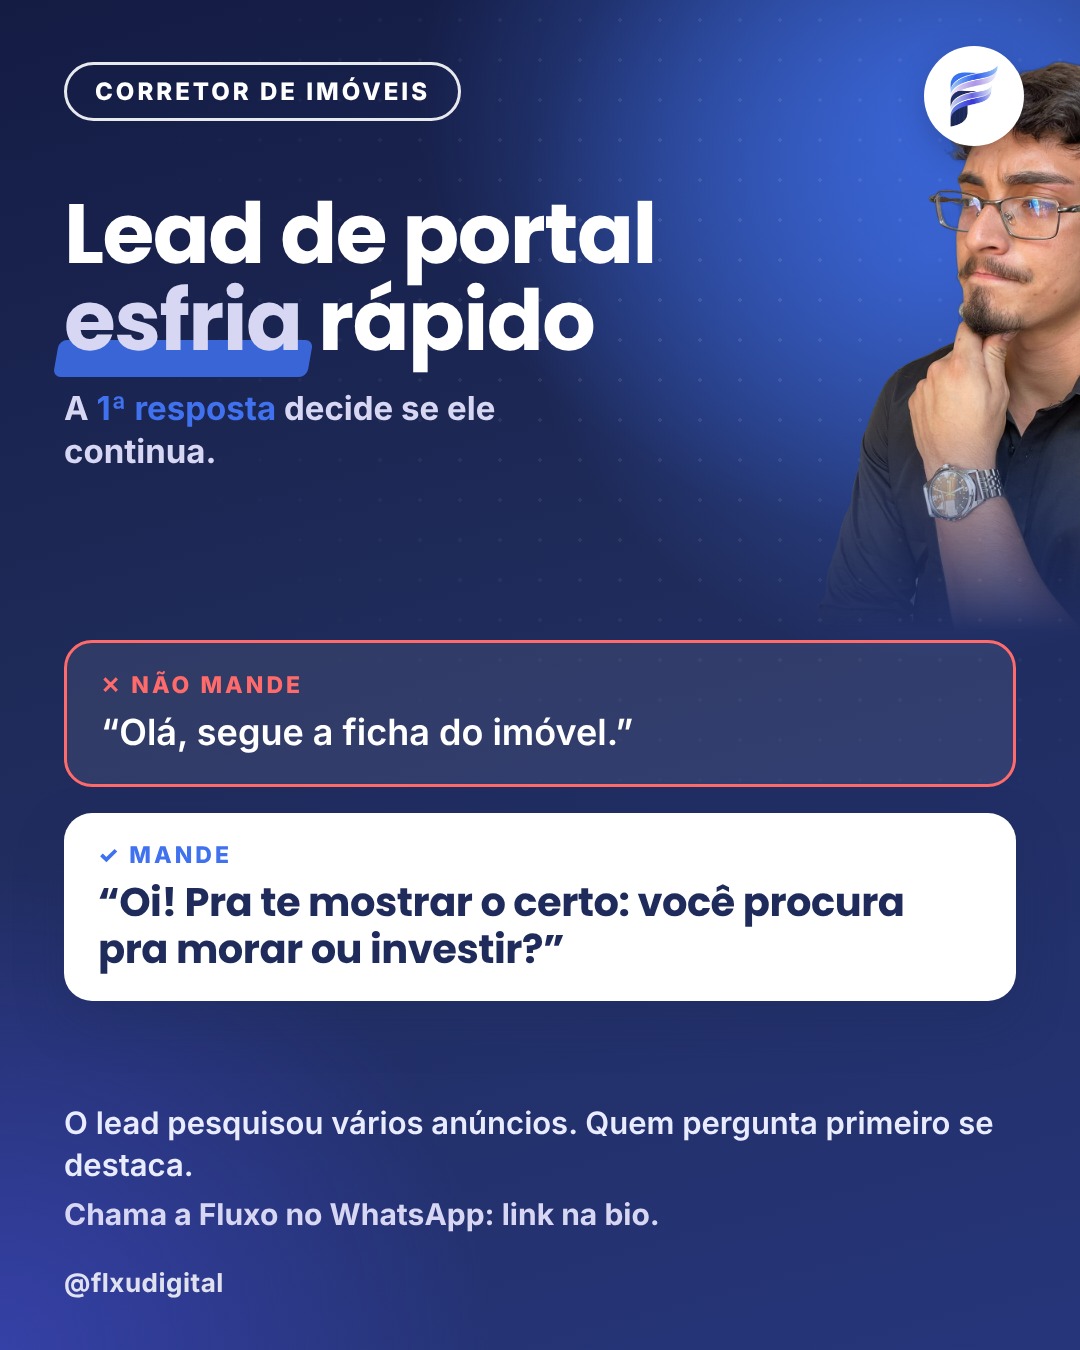 CORRETOR DE IMÓVEIS
Lead de portal
esfria rápido
A 1ª resposta decide se ele
continua.
✕ NÃO MANDE
“Olá, segue a ficha do imóvel.”
✓ MANDE
“Oi! Pra te mostrar o certo: você procura
pra morar ou investir?”
O lead pesquisou vários anúncios. Quem pergunta primeiro se
destaca.
Chama a Fluxo no WhatsApp: link na bio.
@flxudigital